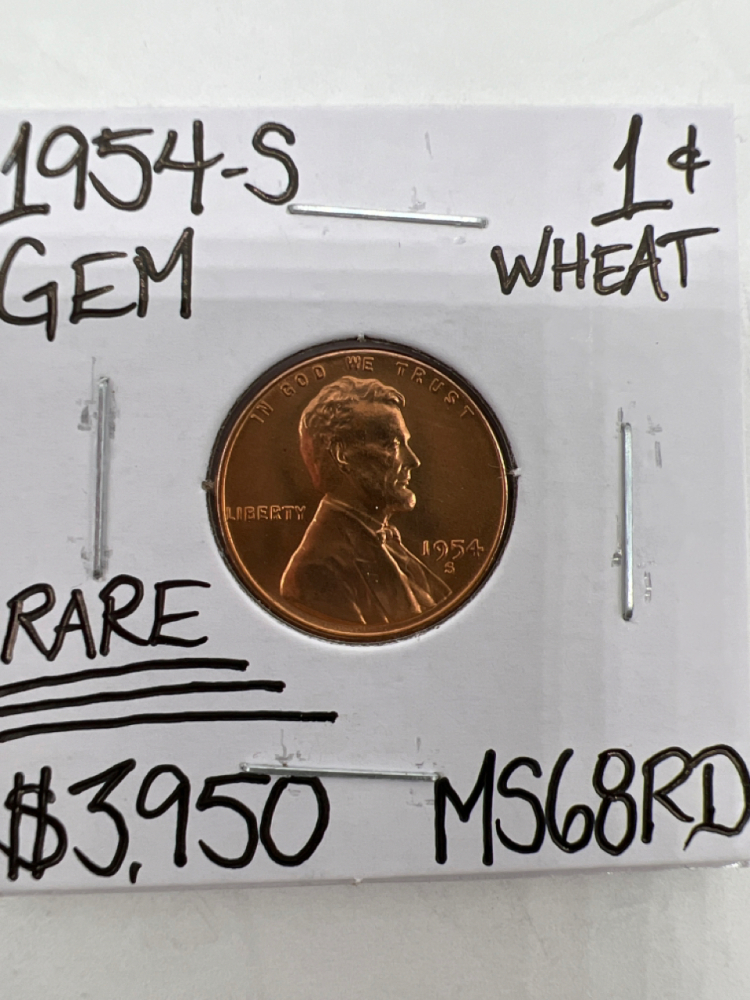 1954-S
1¢
GEM
WHEAT
IN GOD WE TRUST
LIBERTY
1954
S
RARE
$3,950
MS68RD